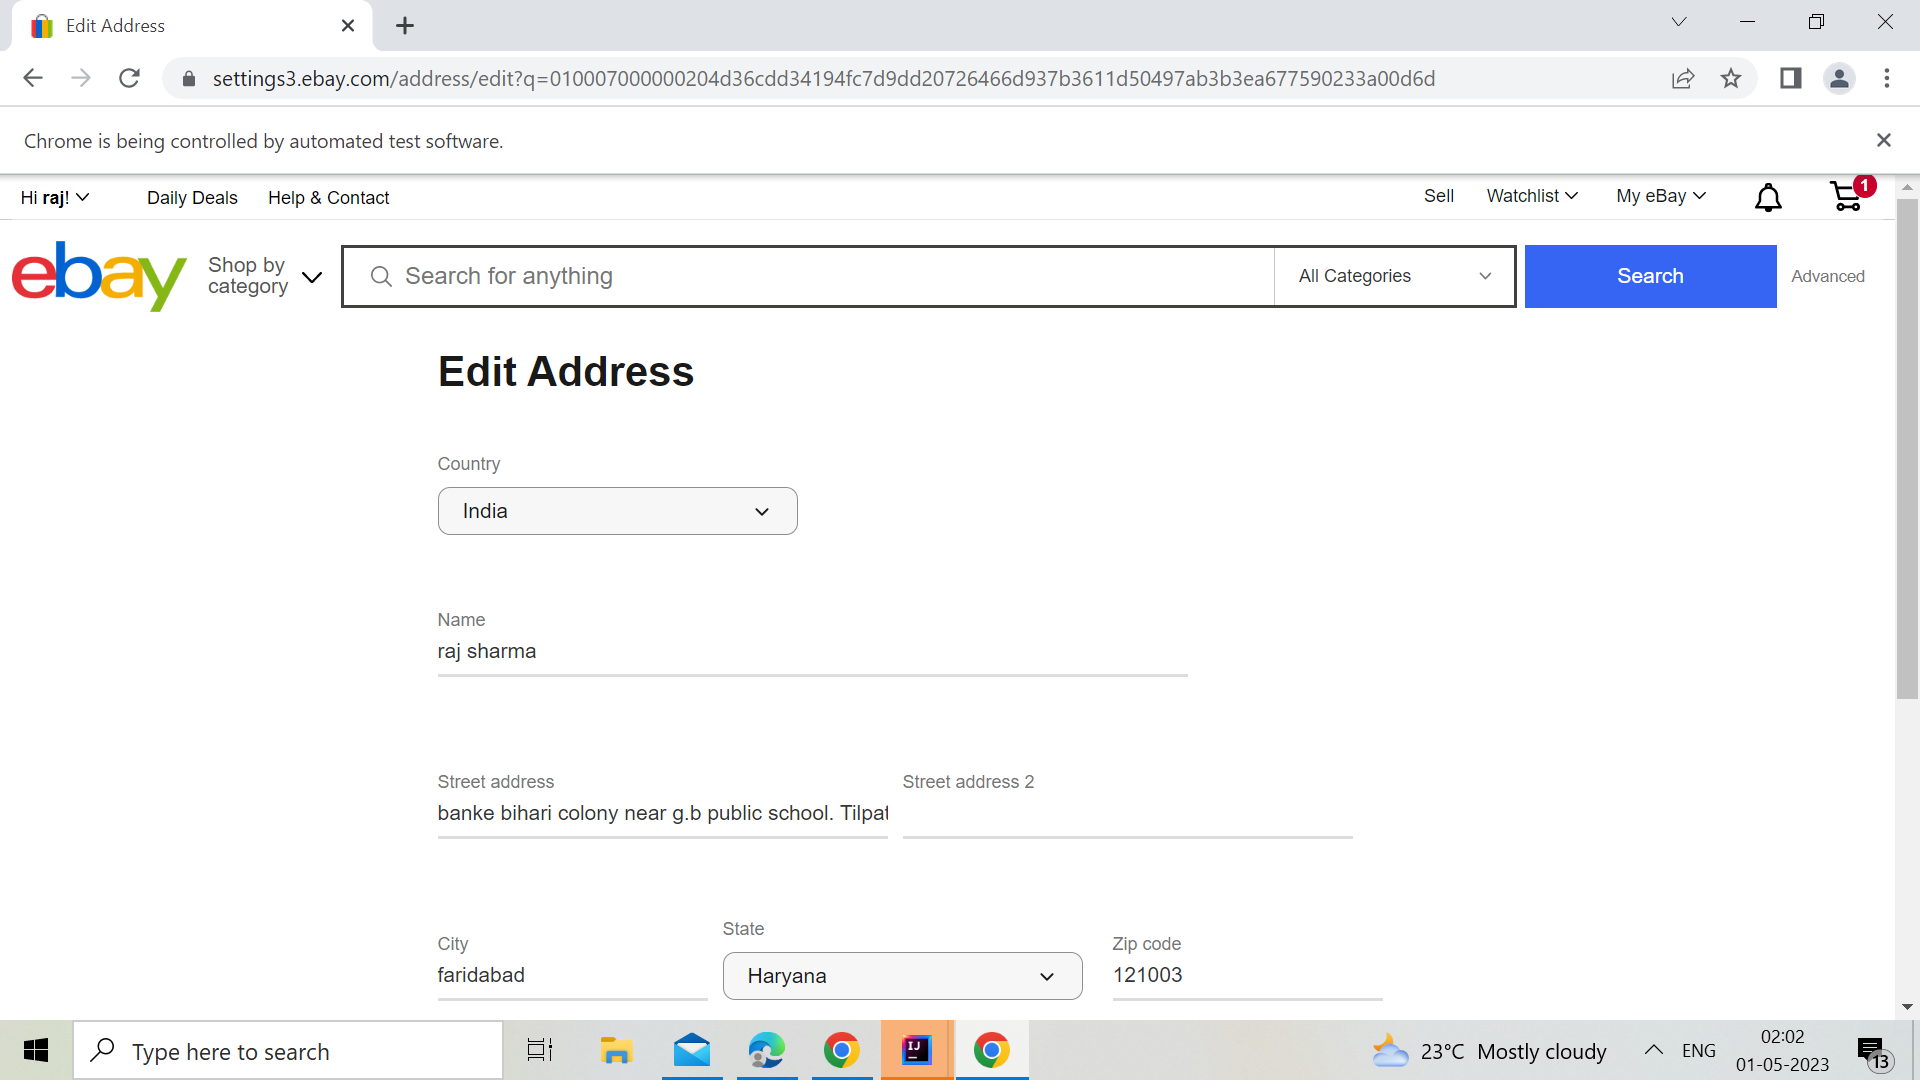 Edit Address
settings3.ebay.com/address/edit?q=010007000000204d36cdd34194fc7d9dd20726466d937b3611d50497ab3b3ea677590233a00d6d
Chrome is being controlled by automated test software.
Hi raj! Daily Deals Help & Contact Sell Watchlist My eBay 1
ebay Shop by category Search for anything All Categories Search Advanced
Edit Address
Country
India
Name
raj sharma
Street address Street address 2
banke bihari colony near g.b public school. Tilpat
State
City Zip code
faridabad Haryana 121003
Type here to search IJ 23°C Mostly cloudy ENG 02:02
01-05-2023 13